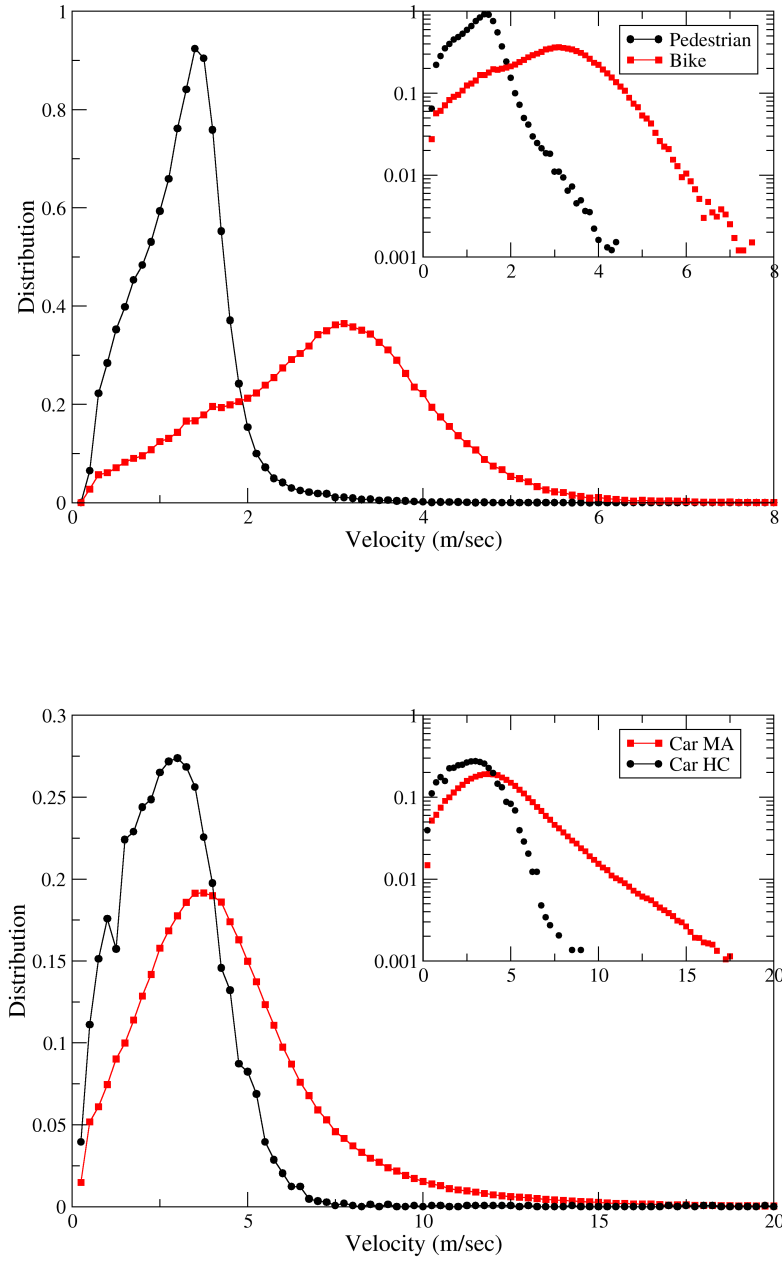 1
0.8
0.6
0.4
0.2
0
Distribution
0 2 4 6 8
Velocity (m/sec)
1
0.1
0.01
0.001
0 2 4 6 8
Pedestrian
Bike
0.3
0.25
0.2
0.15
0.1
0.05
0
Distribution
0 5 10 15 20
Velocity (m/sec)
1
0.1
0.01
0.001
0 5 10 15 20
Car MA
Car HC